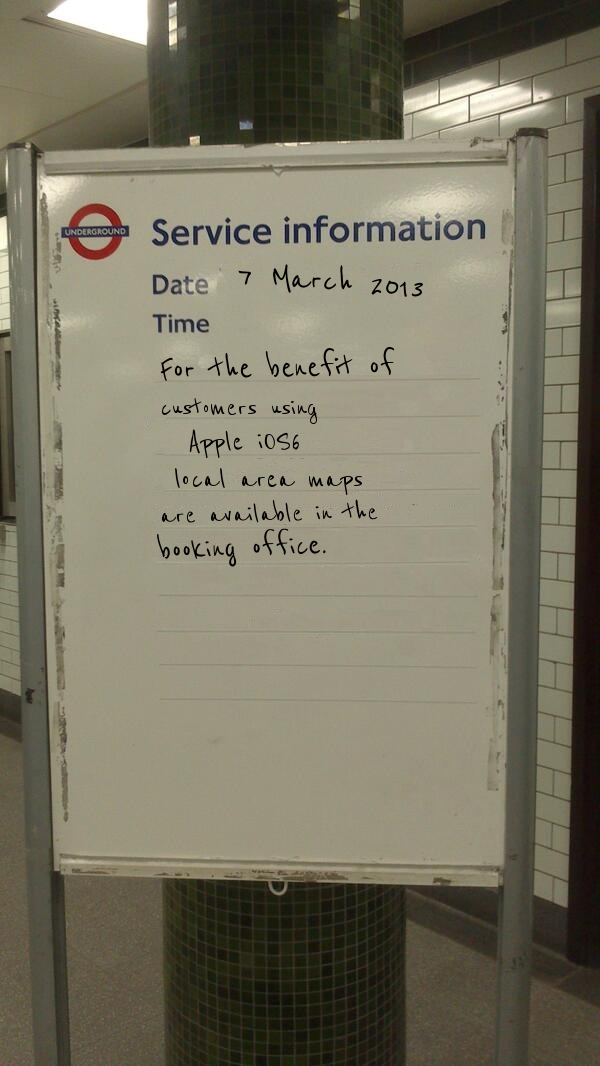 UNDERGROUND
Service information
Date 7 March 2013
Time
For the benefit of
customers using
Apple iOS6
local area maps
are available in the
booking office.